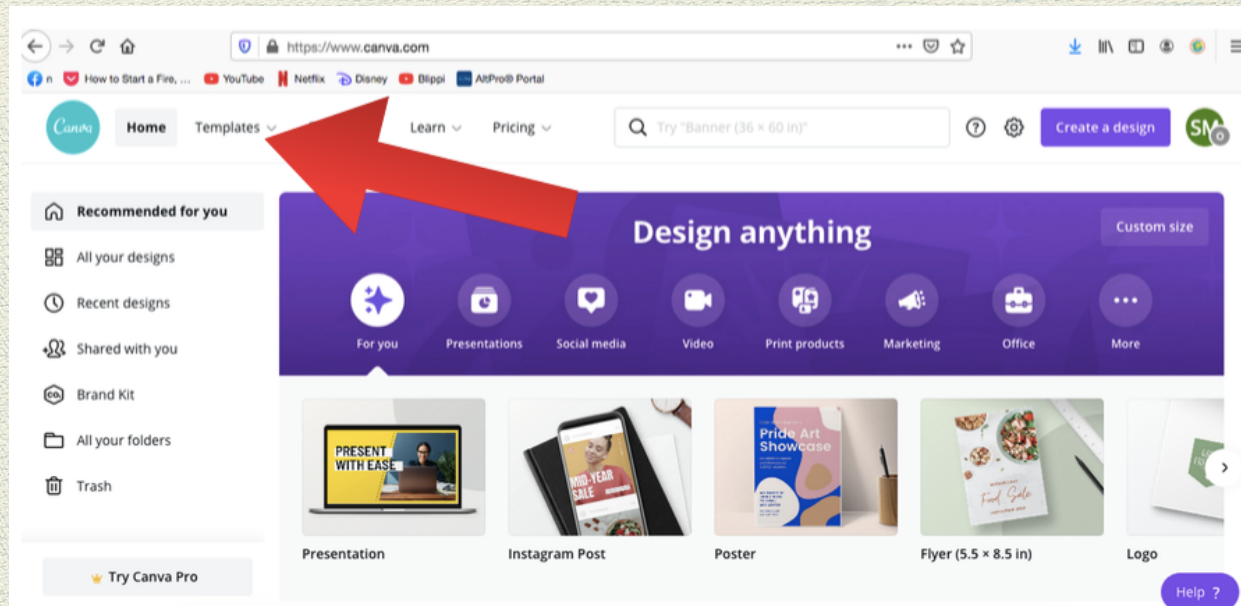 https://www.canva.com
n How to Start a Fire, ... YouTube Netflix Disney Blippi AltPro® Portal
Canva Home Templates Learn Pricing Try "Banner (36 × 60 in)" Create a design SM
Recommended for you
All your designs
Recent designs
Shared with you
Brand Kit
All your folders
Trash
Try Canva Pro
Design anything
Custom size
For you Presentations Social media Video Print products Marketing Office More
PRESENT
WITH EASE
MID-YEAR
SALE
Pride Art
Showcase
Food Sale
Presentation Instagram Post Poster Flyer (5.5 × 8.5 in) Logo
Help ?